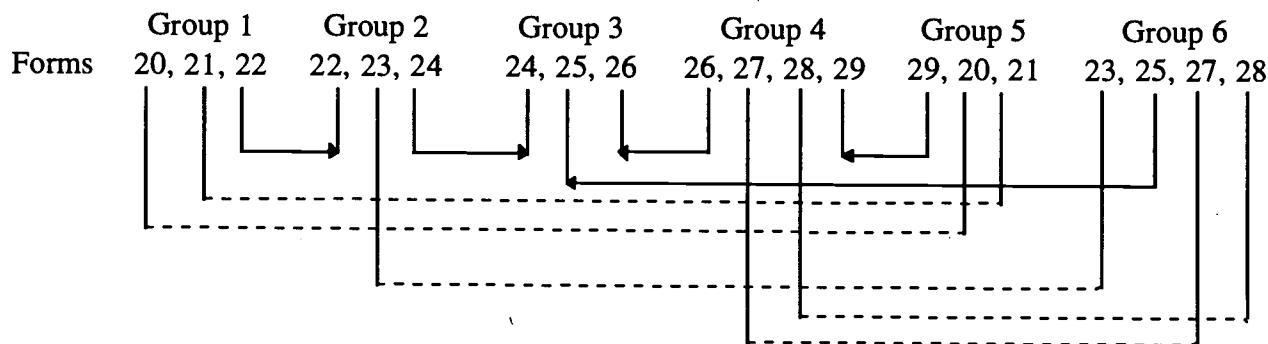 Group 1 Group 2 Group 3 Group 4 Group 5 Group 6
Forms 20, 21, 22 22, 23, 24 24, 25, 26 26, 27, 28, 29 29, 20, 21 23, 25, 27, 28